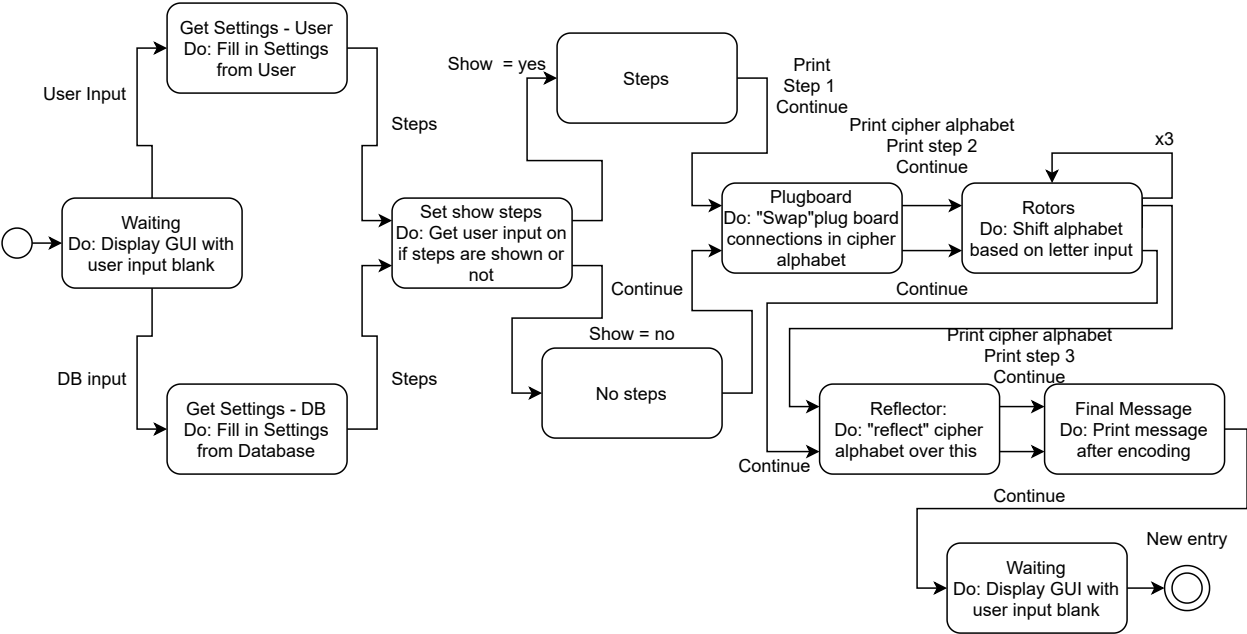 Get Settings - User
Do: Fill in Settings
from User
User Input
Steps
Waiting
Do: Display GUI with
user input blank
DB input
Steps
Get Settings - DB
Do: Fill in Settings
from Database
Set show steps
Do: Get user input on
if steps are shown or
not
Show = yes
Steps
Print
Step 1
Continue
Continue
Show = no
No steps
Plugboard
Do: "Swap"plug board
connections in cipher
alphabet
Print cipher alphabet
Print step 2
Continue
x3
Rotors
Do: Shift alphabet
based on letter input
Continue
Print cipher alphabet
Print step 3
Continue
Reflector:
Do: "reflect" cipher
alphabet over this
Continue
Final Message
Do: Print message
after encoding
Continue
Waiting
Do: Display GUI with
user input blank
New entry